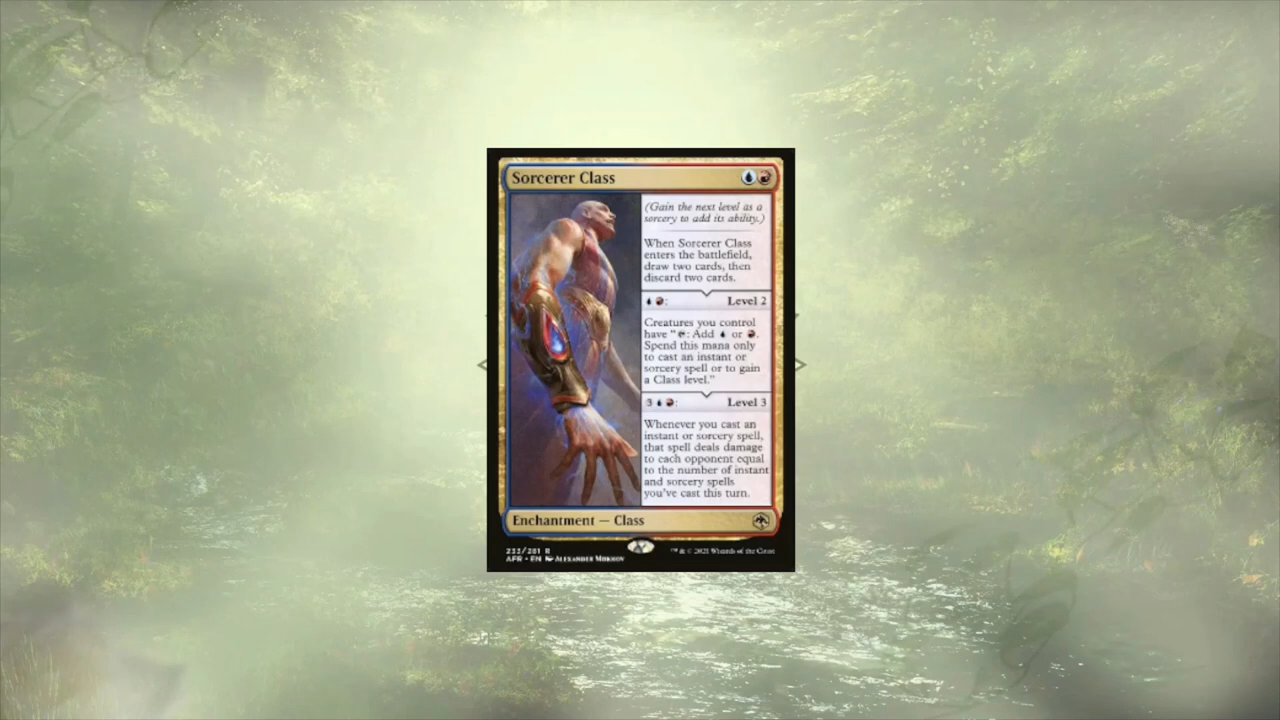 Sorcerer Class
(Gain the next level as a
sorcery to add its ability.)
When Sorcerer Class
enters the battlefield,
draw two cards, then
discard two cards.
: Level 2
Creatures you control
have “: Add or .
Spend this mana only
to cast an instant or
sorcery spell or to gain
a Class level.”
3 : Level 3
Whenever you cast an
instant or sorcery spell,
that spell deals damage
to each opponent equal
to the number of instant
and sorcery spells
you’ve cast this turn.
Enchantment — Class
233/281 R
AFR • EN Alexander Mokhov
™ & © 2021 Wizards of the Coast